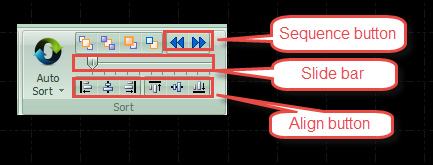 Sequence button
Slide bar
Auto
Sort
Sort
Align button